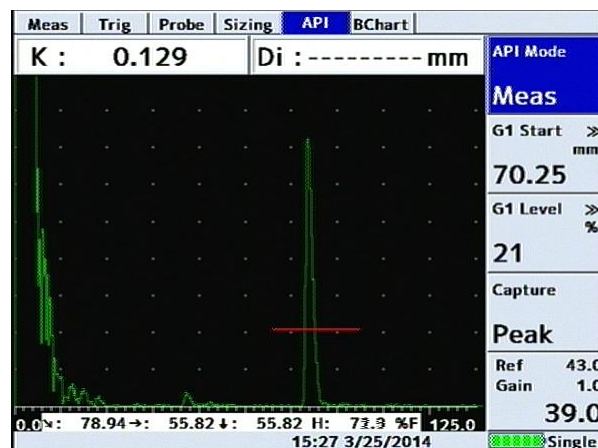 Meas Trig Probe Sizing API BChart
K : 0.129 Di :--------- mm
API Mode
Meas
G1 Start ≫
mm
70.25
G1 Level ≫
%
21
Capture
Peak
Ref 43.0
Gain 1.0
39.0
0.0↘: 78.94→: 55.82↓: 55.82 H: 73.3 %F 125.0
15:27 3/25/2014
Single